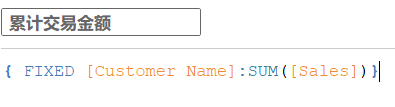 累计交易金额
{ FIXED [Customer Name]:SUM([Sales])}